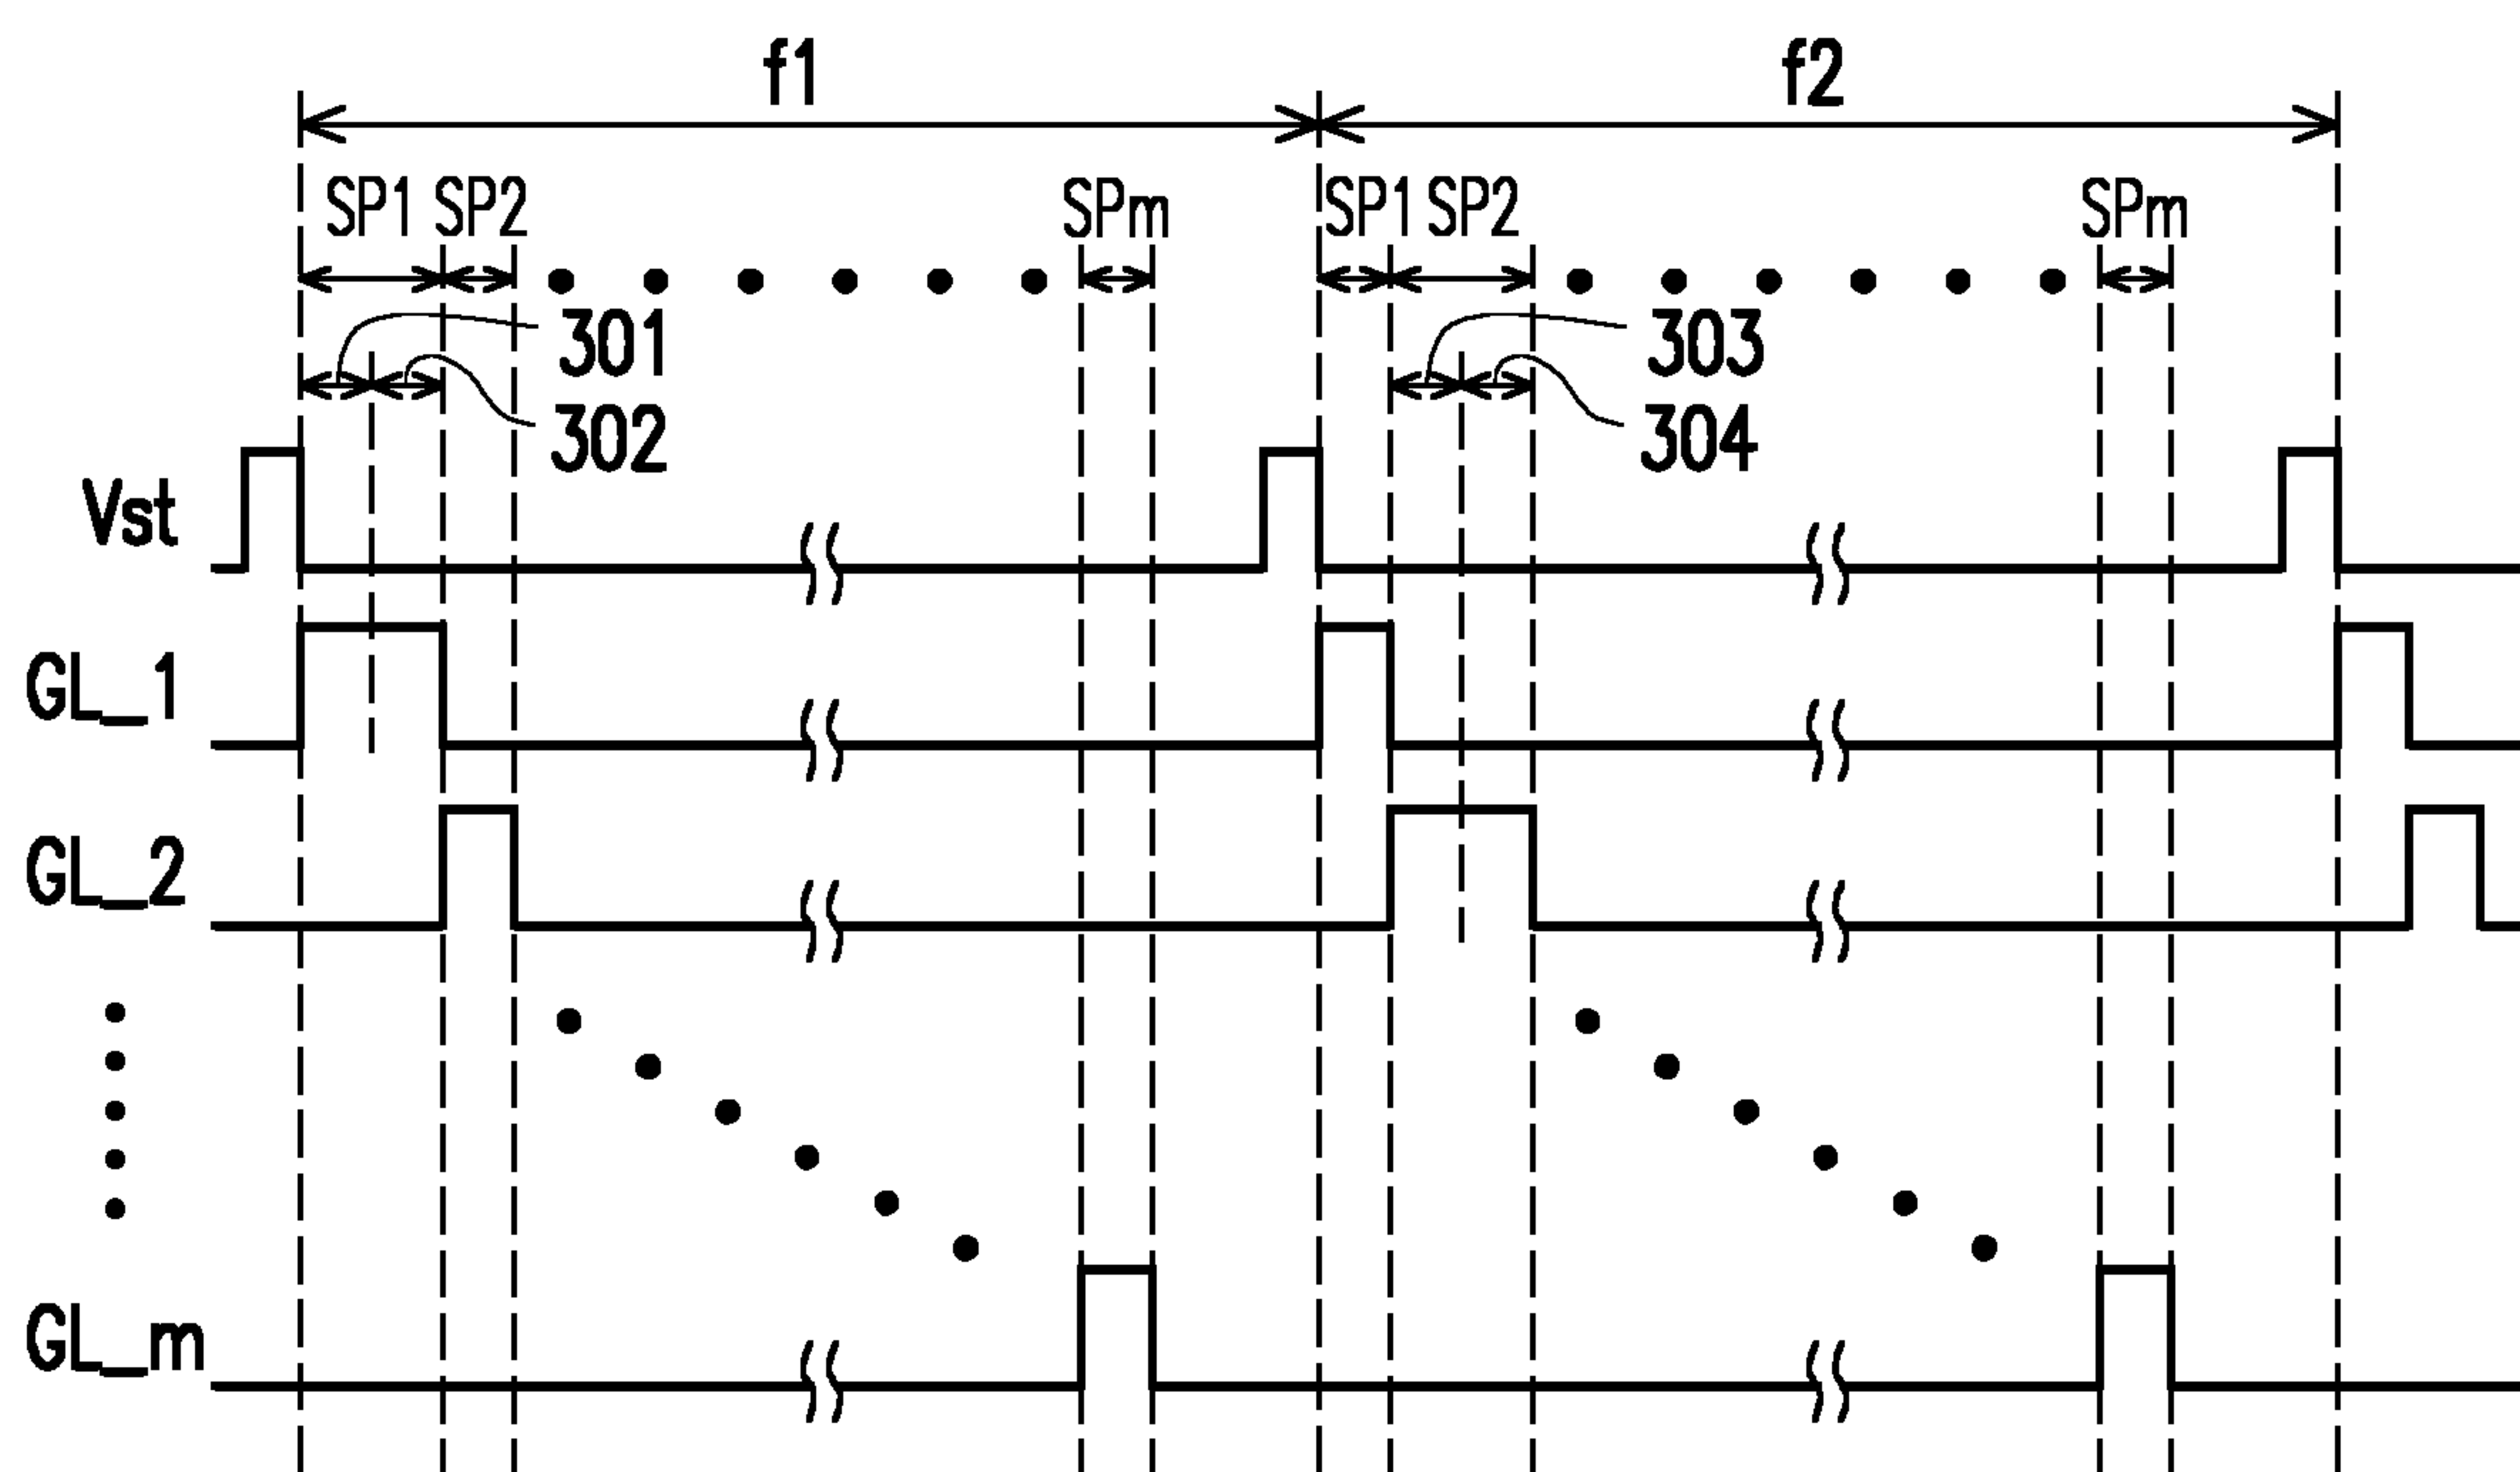 f1 f2
SP1 SP2 SPm SP1 SP2 SPm
301 303
302 304
Vst
GL_1
GL_2
GL_m